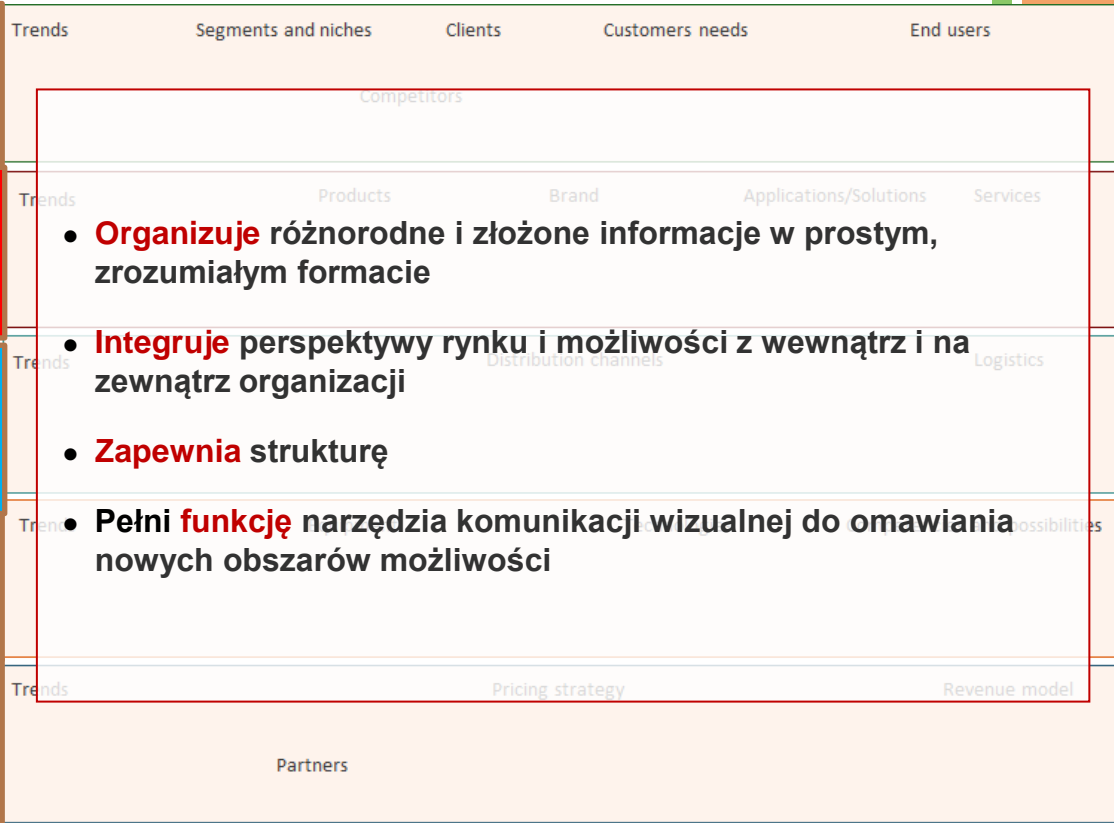 Trends Segments and niches Clients Customers needs End users
Competitors
Trends Products Brand Applications/Solutions Services
• Organizuje różnorodne i złożone informacje w prostym,
zrozumiałym formacie
• Integruje perspektywy rynku i możliwości z wewnątrz i na
zewnątrz organizacji
Trends Distribution channels Logistics
• Zapewnia strukturę
• Pełni funkcję narzędzia komunikacji wizualnej do omawiania
nowych obszarów możliwości
possibilities
Trends Pricing strategy Revenue model
Partners